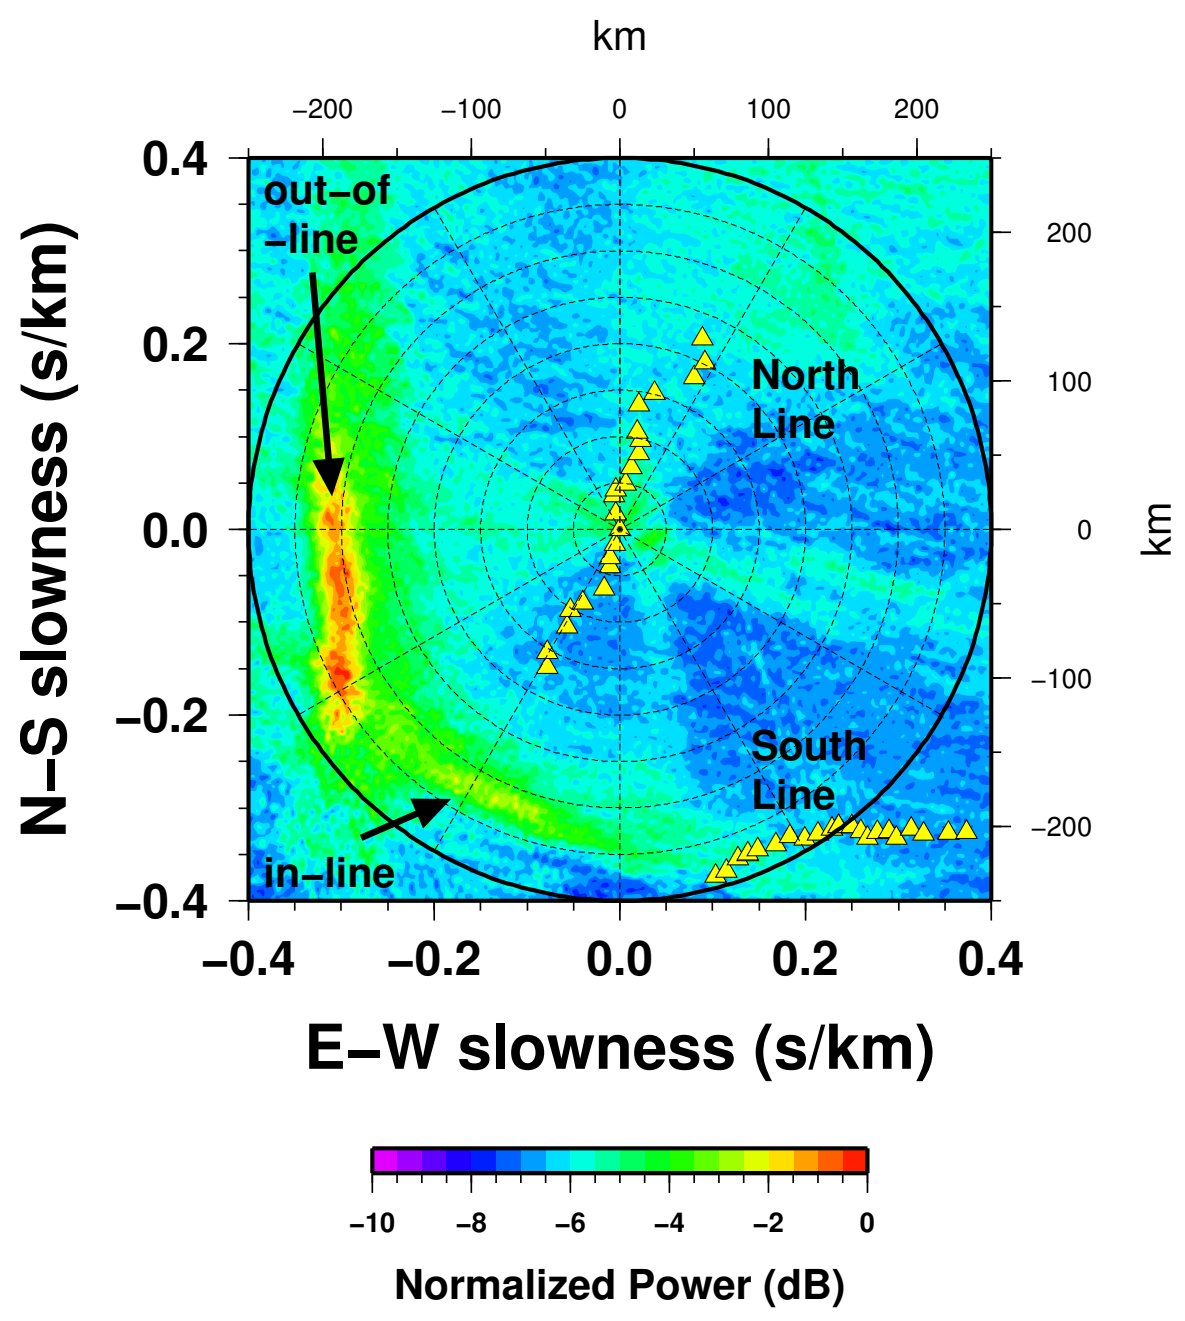 km
−200 −100 0 100 200
0.4
out−of
−line
200
0.2
North
Line
100
0.0
0
km
N−S slowness (s/km)
−100
−0.2
South
Line
−200
in−line
−0.4
−0.4 −0.2 0.0 0.2 0.4
E−W slowness (s/km)
−10 −8 −6 −4 −2 0
Normalized Power (dB)